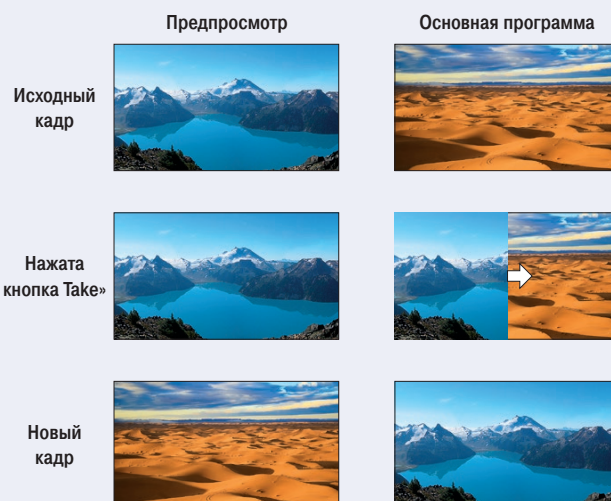 Предпросмотр
Основная программа
Исходный
кадр
Нажата
кнопка Take»
Новый
кадр